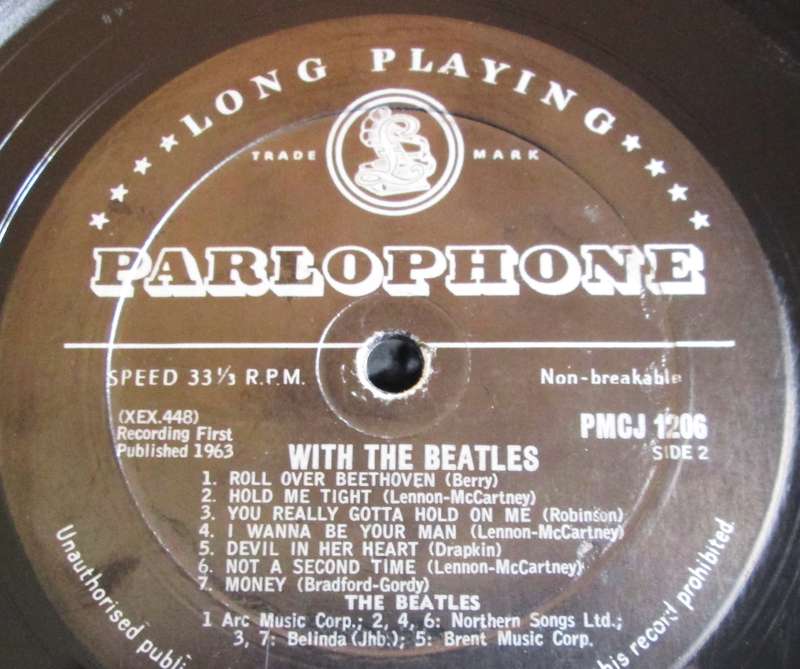 LONG PLAYING
TRADE MARK
PARLOPHONE
SPEED 33⅓ R.P.M.
Non-breakable
(XEX.448)
Recording First
Published 1963
PMCJ 1206
SIDE 2
WITH THE BEATLES
1. ROLL OVER BEETHOVEN (Berry)
2. HOLD ME TIGHT (Lennon-McCartney)
3. YOU REALLY GOTTA HOLD ON ME (Robinson)
4. I WANNA BE YOUR MAN (Lennon-McCartney)
5. DEVIL IN HER HEART (Drapkin)
6. NOT A SECOND TIME (Lennon-McCartney)
7. MONEY (Bradford-Gordy)
THE BEATLES
1 Arc Music Corp.; 2, 4, 6: Northern Songs Ltd.;
3, 7: Belinda (Jhb.); 5: Brent Music Corp.
Unauthorised publi
this record prohibited.